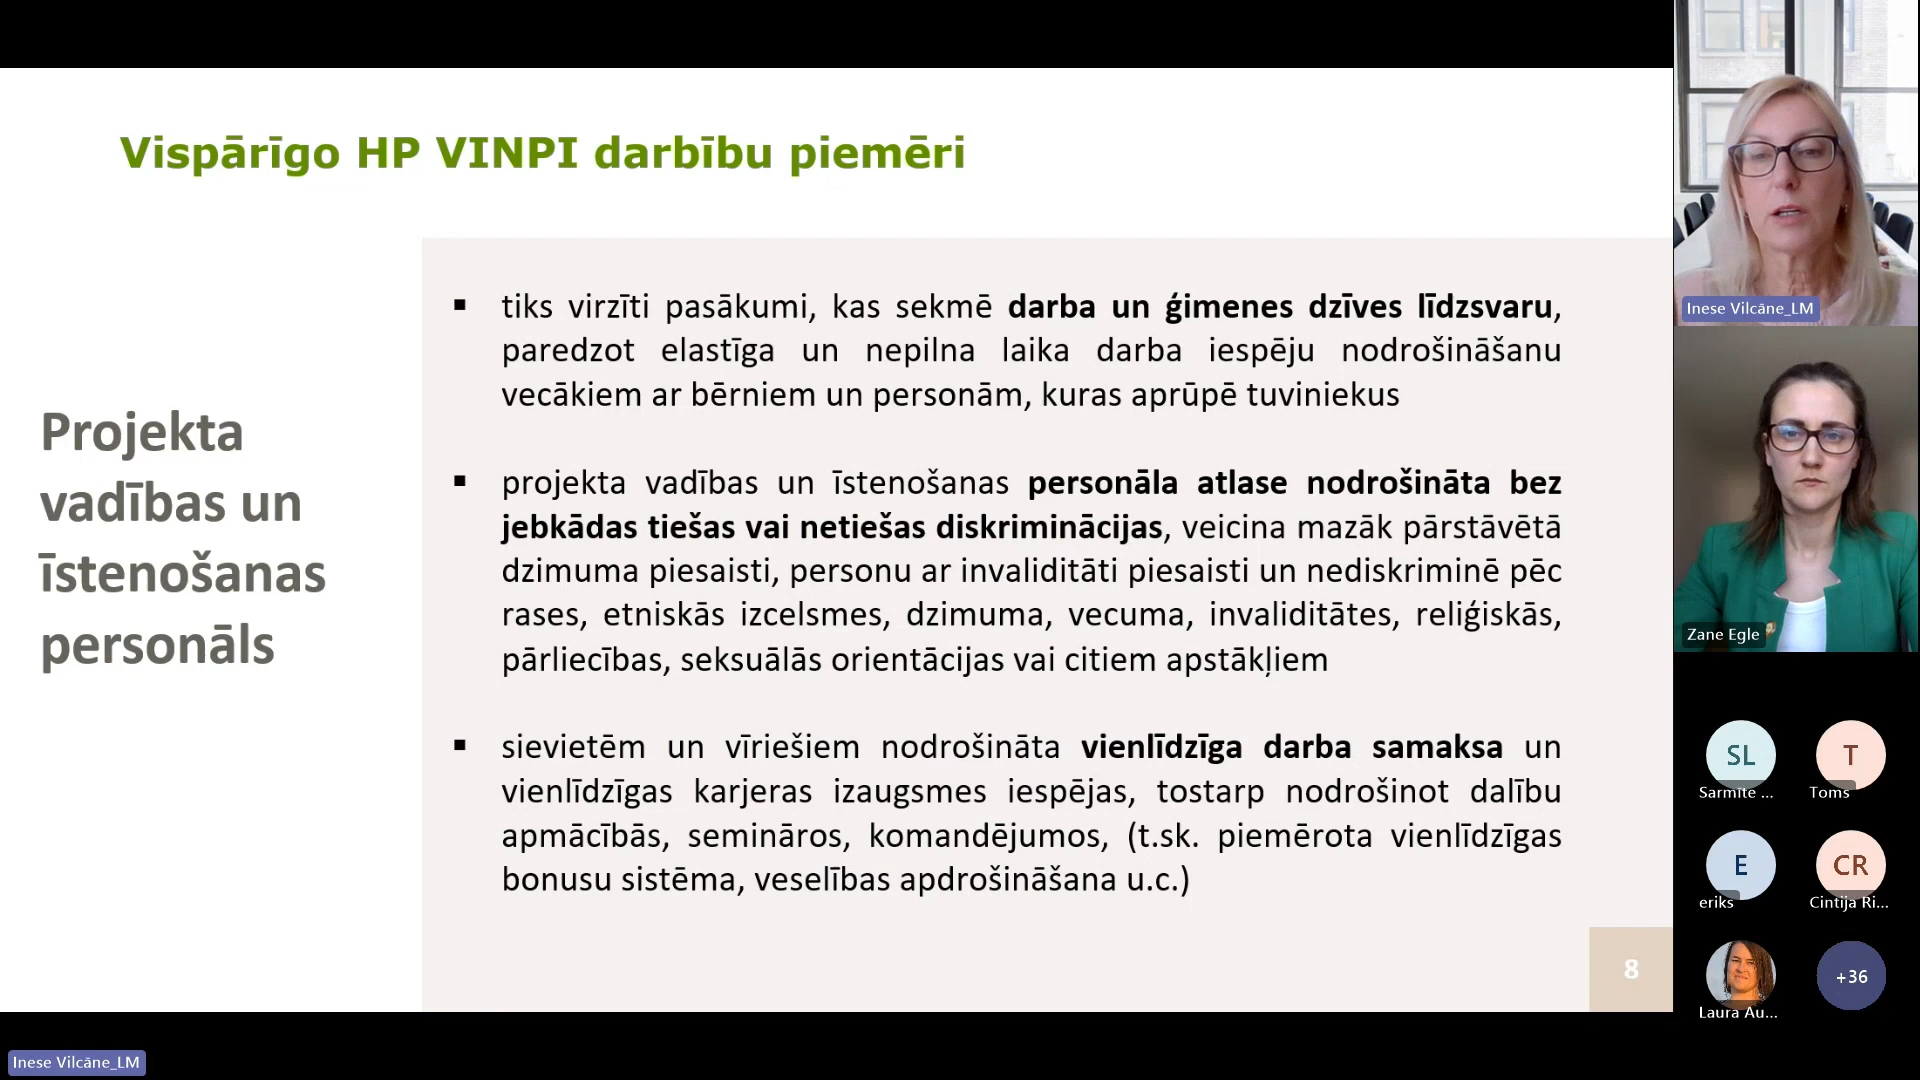 Vispārīgo HP VINPI darbību piemēri
Projekta
vadības un
īstenošanas
personāls
▪ tiks virzīti pasākumi, kas sekmē darba un ģimenes dzīves līdzsvaru,
paredzot elastīga un nepilna laika darba iespēju nodrošināšanu
vecākiem ar bērniem un personām, kuras aprūpē tuviniekus
▪ projekta vadības un īstenošanas personāla atlase nodrošināta bez
jebkādas tiešas vai netiešas diskriminācijas, veicina mazāk pārstāvētā
dzimuma piesaisti, personu ar invaliditāti piesaisti un nediskriminē pēc
rases, etniskās izcelsmes, dzimuma, vecuma, invaliditātes, reliģiskās,
pārliecības, seksuālās orientācijas vai citiem apstākļiem
▪ sievietēm un vīriešiem nodrošināta vienlīdzīga darba samaksa un
vienlīdzīgas karjeras izaugsmes iespējas, tostarp nodrošinot dalību
apmācībās, semināros, komandējumos, (t.sk. piemērota vienlīdzīgas
bonusu sistēma, veselības apdrošināšana u.c.)
8
Inese Vilcāne_LM
Zane Egle
SL
Sarmīte ...
T
Toms
E
eriks
CR
Cintija Ri...
Laura Au...
+36
Inese Vilcāne_LM